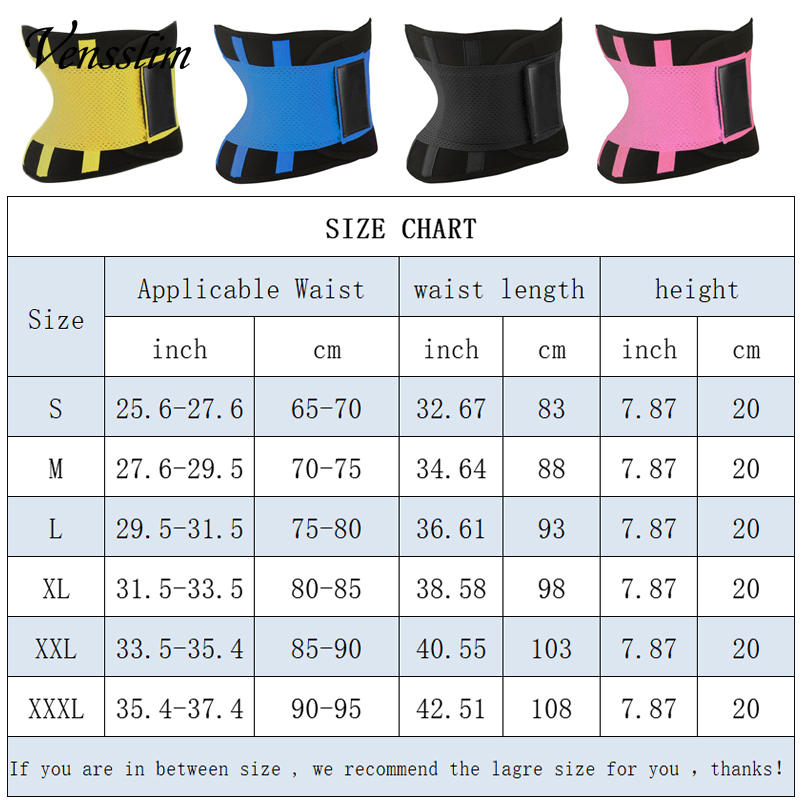 Vensslim
SIZE CHART
Size Applicable Waist waist length height
inch cm inch cm inch cm
S 25.6-27.6 65-70 32.67 83 7.87 20
M 27.6-29.5 70-75 34.64 88 7.87 20
L 29.5-31.5 75-80 36.61 93 7.87 20
XL 31.5-33.5 80-85 38.58 98 7.87 20
XXL 33.5-35.4 85-90 40.55 103 7.87 20
XXXL 35.4-37.4 90-95 42.51 108 7.87 20
If you are in between size , we recommend the lagre size for you , thanks!